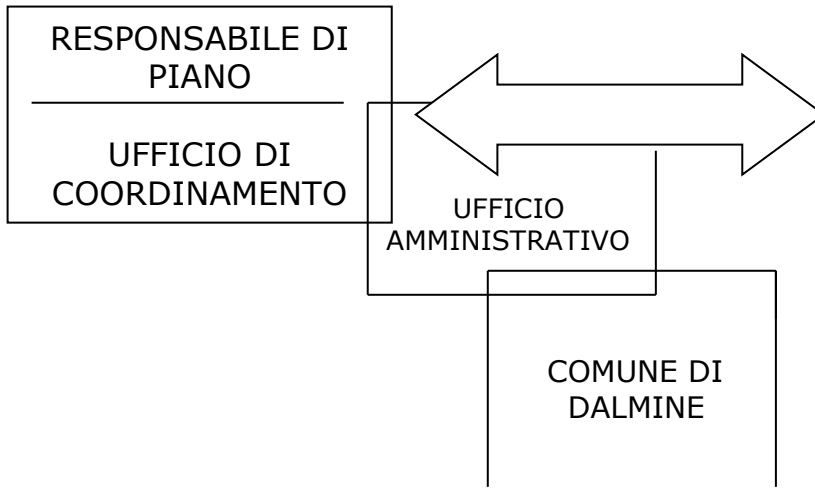 RESPONSABILE DI
PIANO
UFFICIO DI
COORDINAMENTO
UFFICIO
AMMINISTRATIVO
COMUNE DI
DALMINE